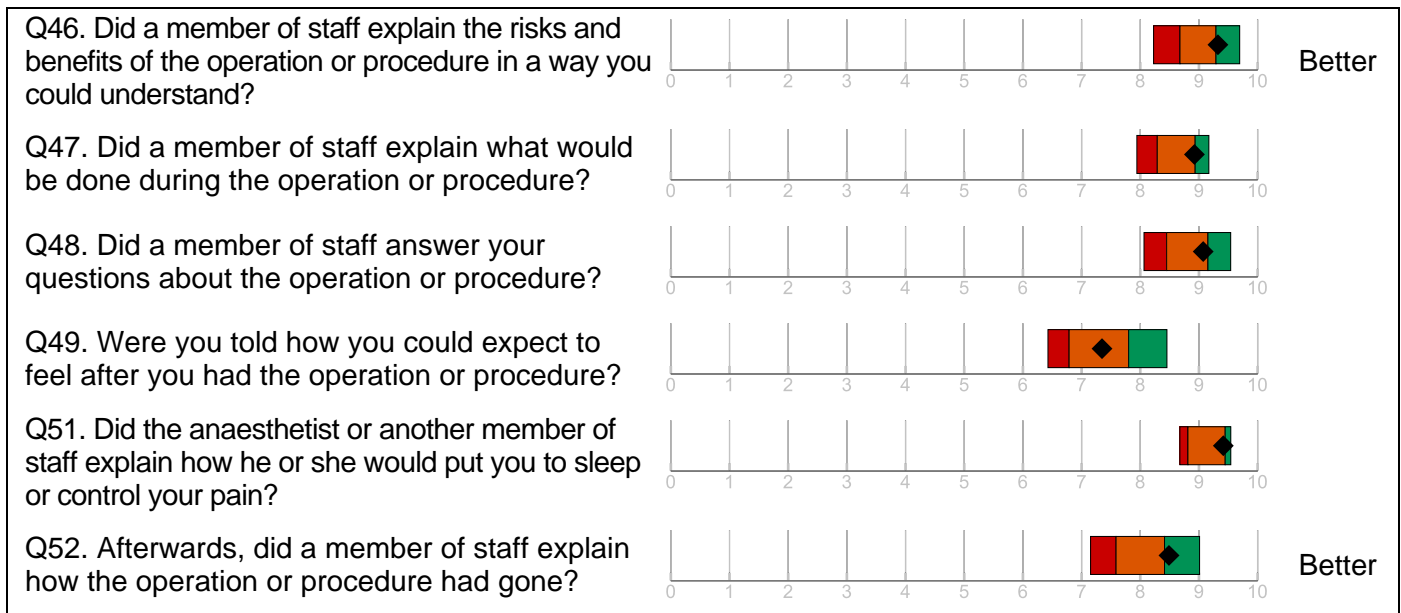 Q46. Did a member of staff explain the risks and
benefits of the operation or procedure in a way you
could understand?
0 1 2 3 4 5 6 7 8 9 10
Better
Q47. Did a member of staff explain what would
be done during the operation or procedure?
0 1 2 3 4 5 6 7 8 9 10
Q48. Did a member of staff answer your
questions about the operation or procedure?
0 1 2 3 4 5 6 7 8 9 10
Q49. Were you told how you could expect to
feel after you had the operation or procedure?
0 1 2 3 4 5 6 7 8 9 10
Q51. Did the anaesthetist or another member of
staff explain how he or she would put you to sleep
or control your pain?
0 1 2 3 4 5 6 7 8 9 10
Q52. Afterwards, did a member of staff explain
how the operation or procedure had gone?
0 1 2 3 4 5 6 7 8 9 10
Better